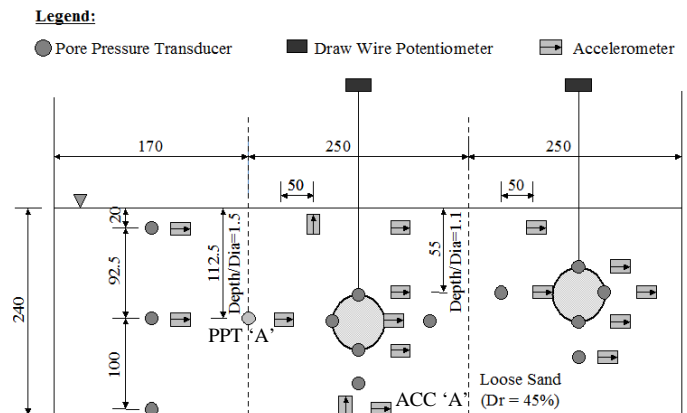 Legend:
Pore Pressure Transducer
Draw Wire Potentiometer
Accelerometer
170
250
250
50
50
20
92.5
100
240
112.5
Depth/Dia=1.5
55
Depth/Dia=1.1
PPT 'A'
ACC 'A'
Loose Sand
(Dr = 45%)